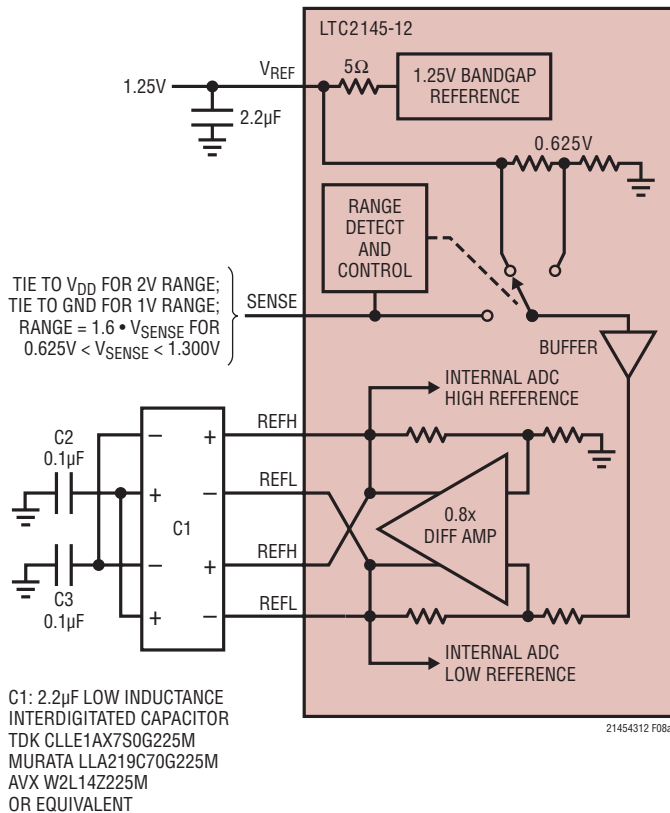 LTC2145-12
VREF
5Ω
1.25V BANDGAP
REFERENCE
1.25V
2.2µF
0.625V
RANGE
DETECT
AND
CONTROL
TIE TO VDD FOR 2V RANGE;
TIE TO GND FOR 1V RANGE;
RANGE = 1.6 • VSENSE FOR
0.625V < VSENSE < 1.300V
SENSE
BUFFER
INTERNAL ADC
HIGH REFERENCE
C2
0.1µF
– +
REFH
+ –
REFL
0.8x
DIFF AMP
C1
– +
REFH
C3
0.1µF
+ –
REFL
INTERNAL ADC
LOW REFERENCE
C1: 2.2µF LOW INDUCTANCE
INTERDIGITATED CAPACITOR
TDK CLLE1AX7S0G225M
MURATA LLA219C70G225M
AVX W2L14Z225M
OR EQUIVALENT
21454312 F08a